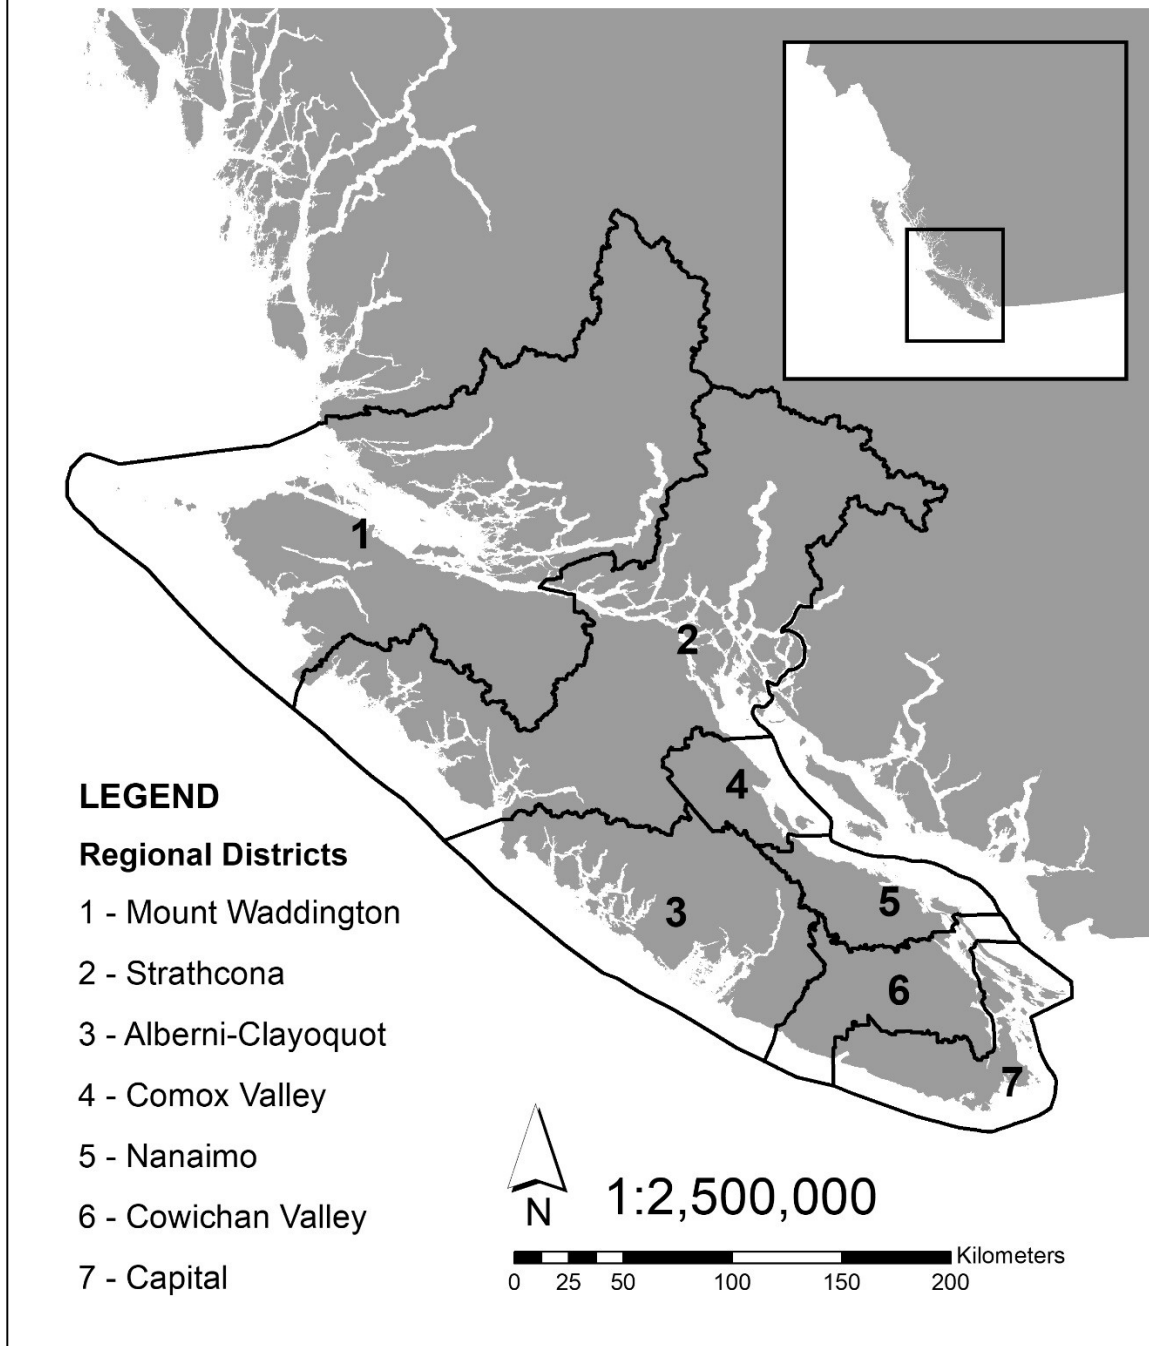 1
2
4
3
5
6
7
LEGEND
Regional Districts
1 - Mount Waddington
2 - Strathcona
3 - Alberni-Clayoquot
4 - Comox Valley
5 - Nanaimo
6 - Cowichan Valley
7 - Capital
N
1:2,500,000
Kilometers
0 25 50 100 150 200